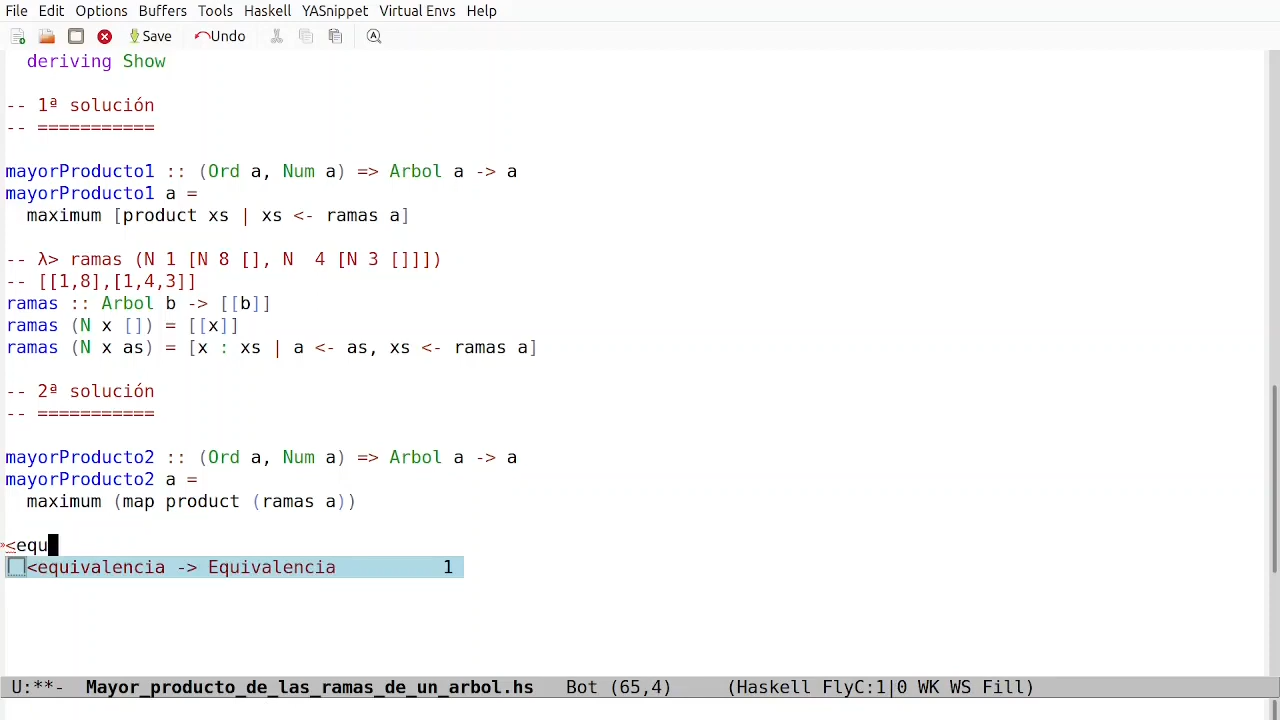 File Edit Options Buffers Tools Haskell YASnippet Virtual Envs Help
Save Undo
deriving Show
-- 1ª solución
-- ===========
mayorProducto1 :: (Ord a, Num a) => Arbol a -> a
mayorProducto1 a =
maximum [product xs | xs <- ramas a]
-- λ> ramas (N 1 [N 8 [], N  4 [N 3 []]])
-- [[1,8],[1,4,3]]
ramas :: Arbol b -> [[b]]
ramas (N x []) = [[x]]
ramas (N x as) = [x : xs | a <- as, xs <- ramas a]
-- 2ª solución
-- ===========
mayorProducto2 :: (Ord a, Num a) => Arbol a -> a
mayorProducto2 a =
maximum (map product (ramas a))
<equ
<equivalencia -> Equivalencia 1
U:**- Mayor_producto_de_las_ramas_de_un_arbol.hs Bot (65,4) (Haskell FlyC:1|0 WK WS Fill)